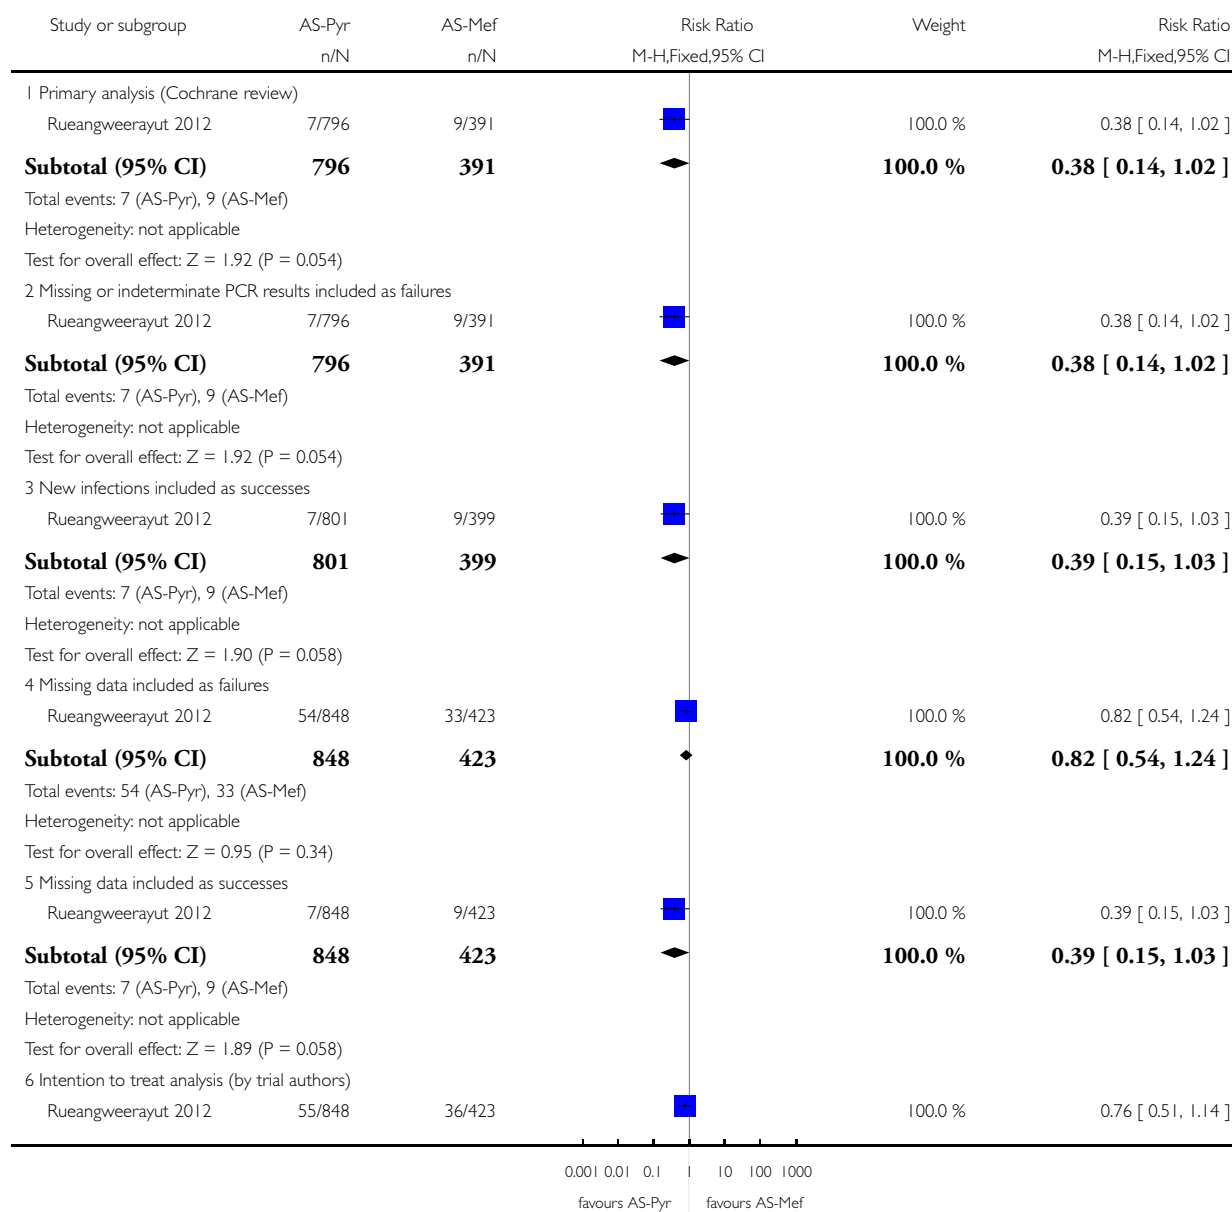 Study or subgroup AS-Pyr AS-Mef Risk Ratio Weight Risk Ratio
n/N n/N M-H,Fixed,95% CI M-H,Fixed,95% CI
1 Primary analysis (Cochrane review)
Rueangweerayut 2012 7/796 9/391 100.0 % 0.38 [ 0.14, 1.02 ]
Subtotal (95% CI) 796 391 100.0 % 0.38 [ 0.14, 1.02 ]
Total events: 7 (AS-Pyr), 9 (AS-Mef)
Heterogeneity: not applicable
Test for overall effect: Z = 1.92 (P = 0.054)
2 Missing or indeterminate PCR results included as failures
Rueangweerayut 2012 7/796 9/391 100.0 % 0.38 [ 0.14, 1.02 ]
Subtotal (95% CI) 796 391 100.0 % 0.38 [ 0.14, 1.02 ]
Total events: 7 (AS-Pyr), 9 (AS-Mef)
Heterogeneity: not applicable
Test for overall effect: Z = 1.92 (P = 0.054)
3 New infections included as successes
Rueangweerayut 2012 7/801 9/399 100.0 % 0.39 [ 0.15, 1.03 ]
Subtotal (95% CI) 801 399 100.0 % 0.39 [ 0.15, 1.03 ]
Total events: 7 (AS-Pyr), 9 (AS-Mef)
Heterogeneity: not applicable
Test for overall effect: Z = 1.90 (P = 0.058)
4 Missing data included as failures
Rueangweerayut 2012 54/848 33/423 100.0 % 0.82 [ 0.54, 1.24 ]
Subtotal (95% CI) 848 423 100.0 % 0.82 [ 0.54, 1.24 ]
Total events: 54 (AS-Pyr), 33 (AS-Mef)
Heterogeneity: not applicable
Test for overall effect: Z = 0.95 (P = 0.34)
5 Missing data included as successes
Rueangweerayut 2012 7/848 9/423 100.0 % 0.39 [ 0.15, 1.03 ]
Subtotal (95% CI) 848 423 100.0 % 0.39 [ 0.15, 1.03 ]
Total events: 7 (AS-Pyr), 9 (AS-Mef)
Heterogeneity: not applicable
Test for overall effect: Z = 1.89 (P = 0.058)
6 Intention to treat analysis (by trial authors)
Rueangweerayut 2012 55/848 36/423 100.0 % 0.76 [ 0.51, 1.14 ]
0.001 0.01 0.1 1 10 100 1000
favours AS-Pyr favours AS-Mef